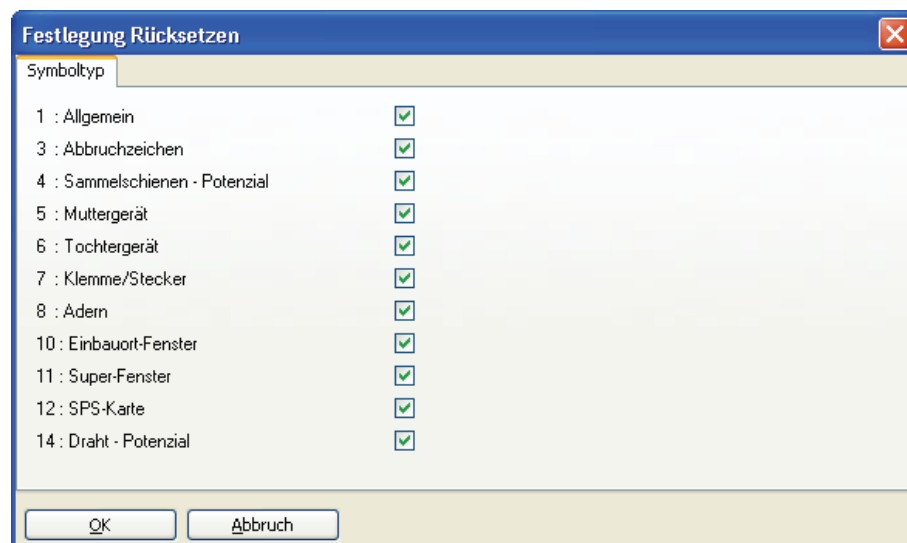 Festlegung Rücksetzen
Symboltyp
1 : Allgemein
3 : Abbruchzeichen
4 : Sammelschienen - Potenzial
5 : Muttergerät
6 : Tochtergerät
7 : Klemme/Stecker
8 : Adern
10 : Einbauort-Fenster
11 : Super-Fenster
12 : SPS-Karte
14 : Draht - Potenzial
OK Abbruch